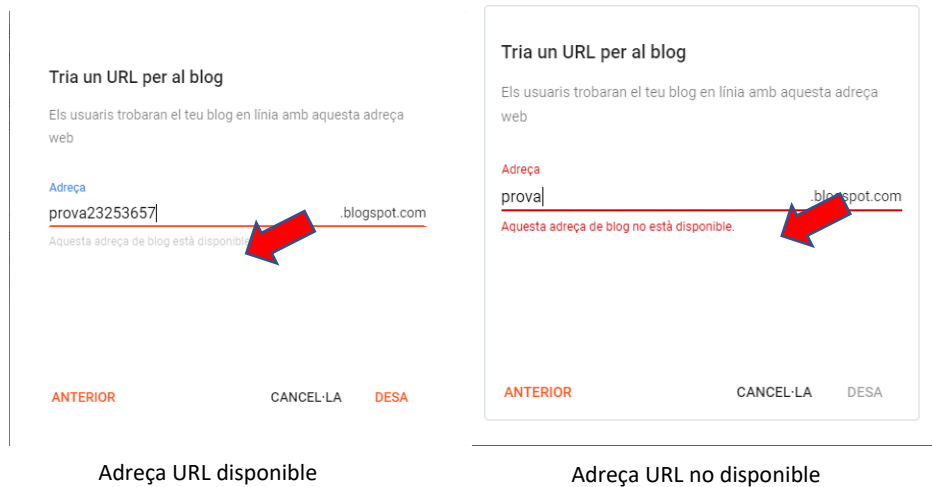 Tria un URL per al blog
Els usuaris trobaran el teu blog en línia amb aquesta adreça
web
Adreça
prova23253657 .blogspot.com
Aquesta adreça de blog està disponible
ANTERIOR CANCEL·LA DESA
Adreça URL disponible
Tria un URL per al blog
Els usuaris trobaran el teu blog en línia amb aquesta adreça
web
Adreça
prova .blogspot.com
Aquesta adreça de blog no està disponible.
ANTERIOR CANCEL·LA DESA
Adreça URL no disponible